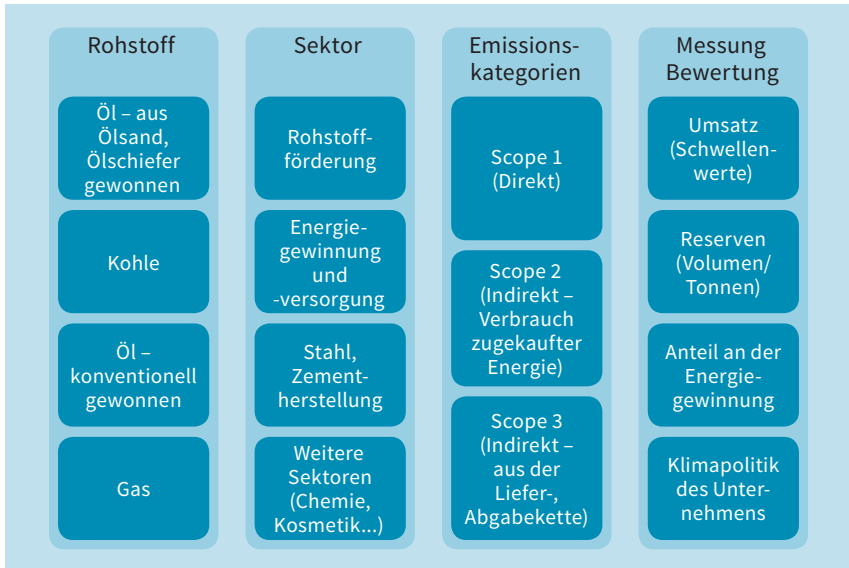 Rohstoff
Öl – aus
Ölsand,
Ölschiefer
gewonnen
Kohle
Öl –
konventionell
gewonnen
Gas
Sektor
Rohstoff-
förderung
Energie-
gewinnung
und
-versorgung
Stahl,
Zement-
herstellung
Weitere
Sektoren
(Chemie,
Kosmetik...)
Emissions-
kategorien
Scope 1
(Direkt)
Scope 2
(Indirekt –
Verbrauch
zugekaufter
Energie)
Scope 3
(Indirekt –
aus der
Liefer-,
Abgabekette)
Messung
Bewertung
Umsatz
(Schwellen-
werte)
Reserven
(Volumen/
Tonnen)
Anteil an der
Energie-
gewinnung
Klimapolitik
des Unter-
nehmens